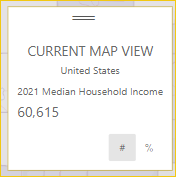 CURRENT MAP VIEW
United States
2021 Median Household Income
60,615
# %